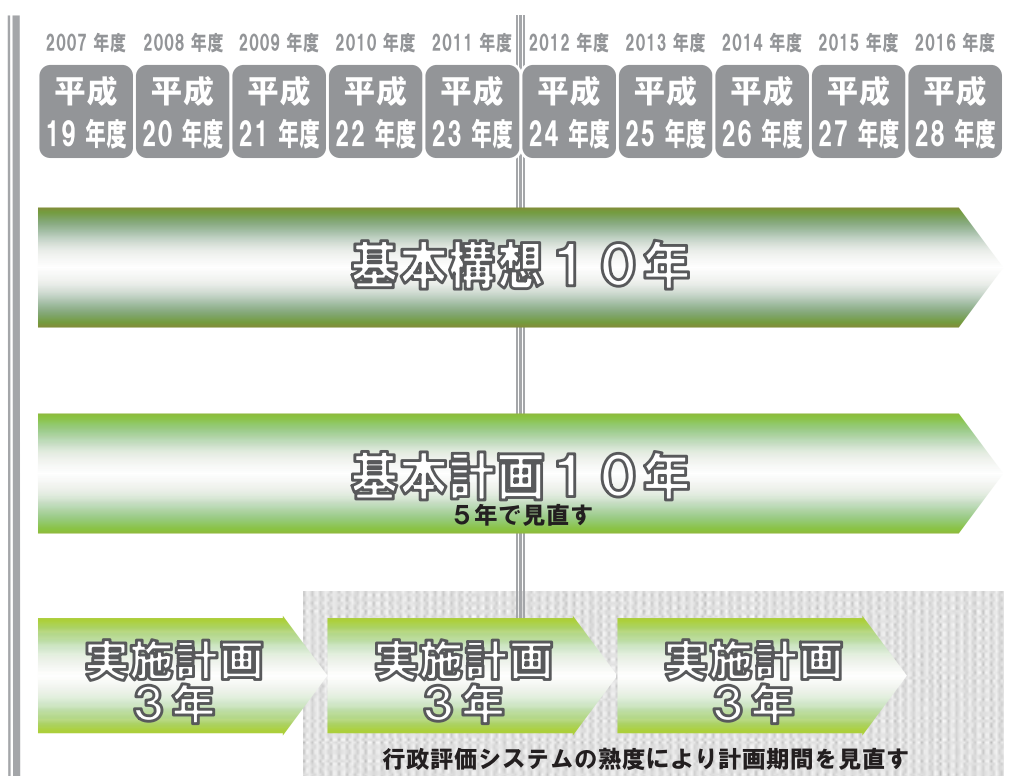 2007 年度 2008 年度 2009 年度 2010 年度 2011 年度 2012 年度 2013 年度 2014 年度 2015 年度 2016 年度
平成 平成 平成 平成 平成 平成 平成 平成 平成 平成
19 年度 20 年度 21 年度 22 年度 23 年度 24 年度 25 年度 26 年度 27 年度 28 年度
基本構想１０年
基本計画１０年
５年で見直す
実施計画 実施計画 実施計画
３年 ３年 ３年
行政評価システムの熟度により計画期間を見直す